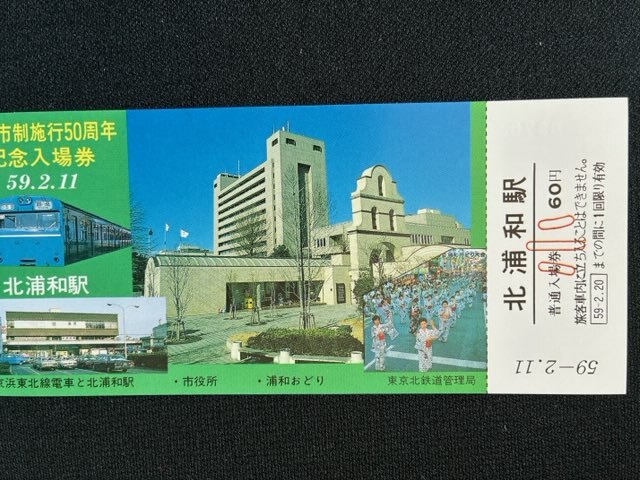 市制施行50周年
記念入場券
59.2.11
北浦和駅
京浜東北線電車と北浦和駅
・市役所
・浦和おどり
東京北鉄道管理局
北浦和駅
普通入場券 60円
旅客車内に立ち入ることはできません。
59-2.20 までの間に1回限り有効
59-2.11